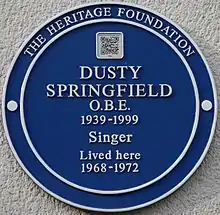 THE HERITAGE FOUNDATION
DUSTY
SPRINGFIELD
O.B.E.
1939-1999
Singer
Lived here
1968-1972